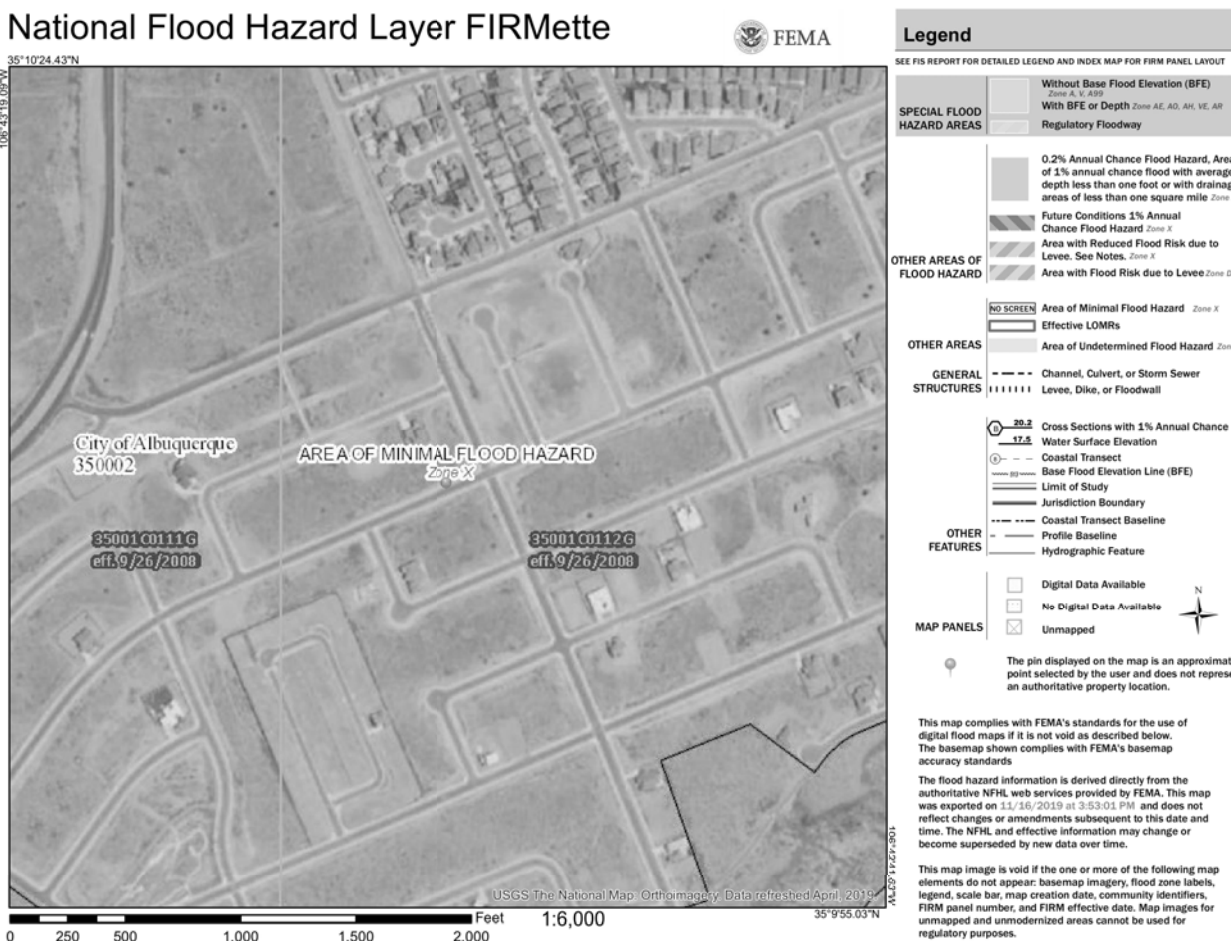 National Flood Hazard Layer FIRMette
FEMA
35°10'24.43"N
106°43'19.09"W
City of Albuquerque
350002
AREA OF MINIMAL FLOOD HAZARD
Zone X
35001C0111G
eff. 9/26/2008
35001C0112G
eff. 9/26/2008
USGS The National Map: Orthoimagery. Data refreshed April, 2019
106°42'41.63"W
35°9'55.03"N
0 250 500 1,000 1,500 2,000
Feet
1:6,000
Legend
SEE FIS REPORT FOR DETAILED LEGEND AND INDEX MAP FOR FIRM PANEL LAYOUT
SPECIAL FLOOD
HAZARD AREAS
Without Base Flood Elevation (BFE)
Zone A, V, A99
With BFE or Depth Zone AE, AO, AH, VE, AR
Regulatory Floodway
OTHER AREAS OF
FLOOD HAZARD
0.2% Annual Chance Flood Hazard, Area
of 1% annual chance flood with average
depth less than one foot or with drainag
areas of less than one square mile Zone
Future Conditions 1% Annual
Chance Flood Hazard Zone X
Area with Reduced Flood Risk due to
Levee. See Notes. Zone X
Area with Flood Risk due to Levee Zone D
OTHER AREAS
NO SCREEN Area of Minimal Flood Hazard Zone X
Effective LOMRs
Area of Undetermined Flood Hazard Zon
GENERAL
STRUCTURES
Channel, Culvert, or Storm Sewer
Levee, Dike, or Floodwall
OTHER
FEATURES
B 20.2 Cross Sections with 1% Annual Chance
17.5 Water Surface Elevation
8 Coastal Transect
Base Flood Elevation Line (BFE)
Limit of Study
Jurisdiction Boundary
Coastal Transect Baseline
Profile Baseline
Hydrographic Feature
MAP PANELS
Digital Data Available
No Digital Data Available
Unmapped
N
The pin displayed on the map is an approximat
point selected by the user and does not represe
an authoritative property location.
This map complies with FEMA's standards for the use of
digital flood maps if it is not void as described below.
The basemap shown complies with FEMA's basemap
accuracy standards
The flood hazard information is derived directly from the
authoritative NFHL web services provided by FEMA. This map
was exported on 11/16/2019 at 3:53:01 PM and does not
reflect changes or amendments subsequent to this date and
time. The NFHL and effective information may change or
become superseded by new data over time.
This map image is void if the one or more of the following map
elements do not appear: basemap imagery, flood zone labels,
legend, scale bar, map creation date, community identifiers,
FIRM panel number, and FIRM effective date. Map images for
unmapped and unmodernized areas cannot be used for
regulatory purposes.